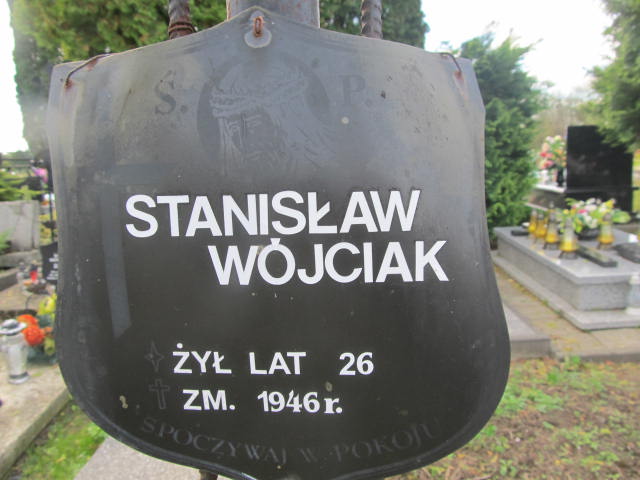 Ś. P.
STANISŁAW
WÓJCIAK
ŻYŁ LAT 26
ZM. 1946 r.
SPOCZYWAJ W POKOJU